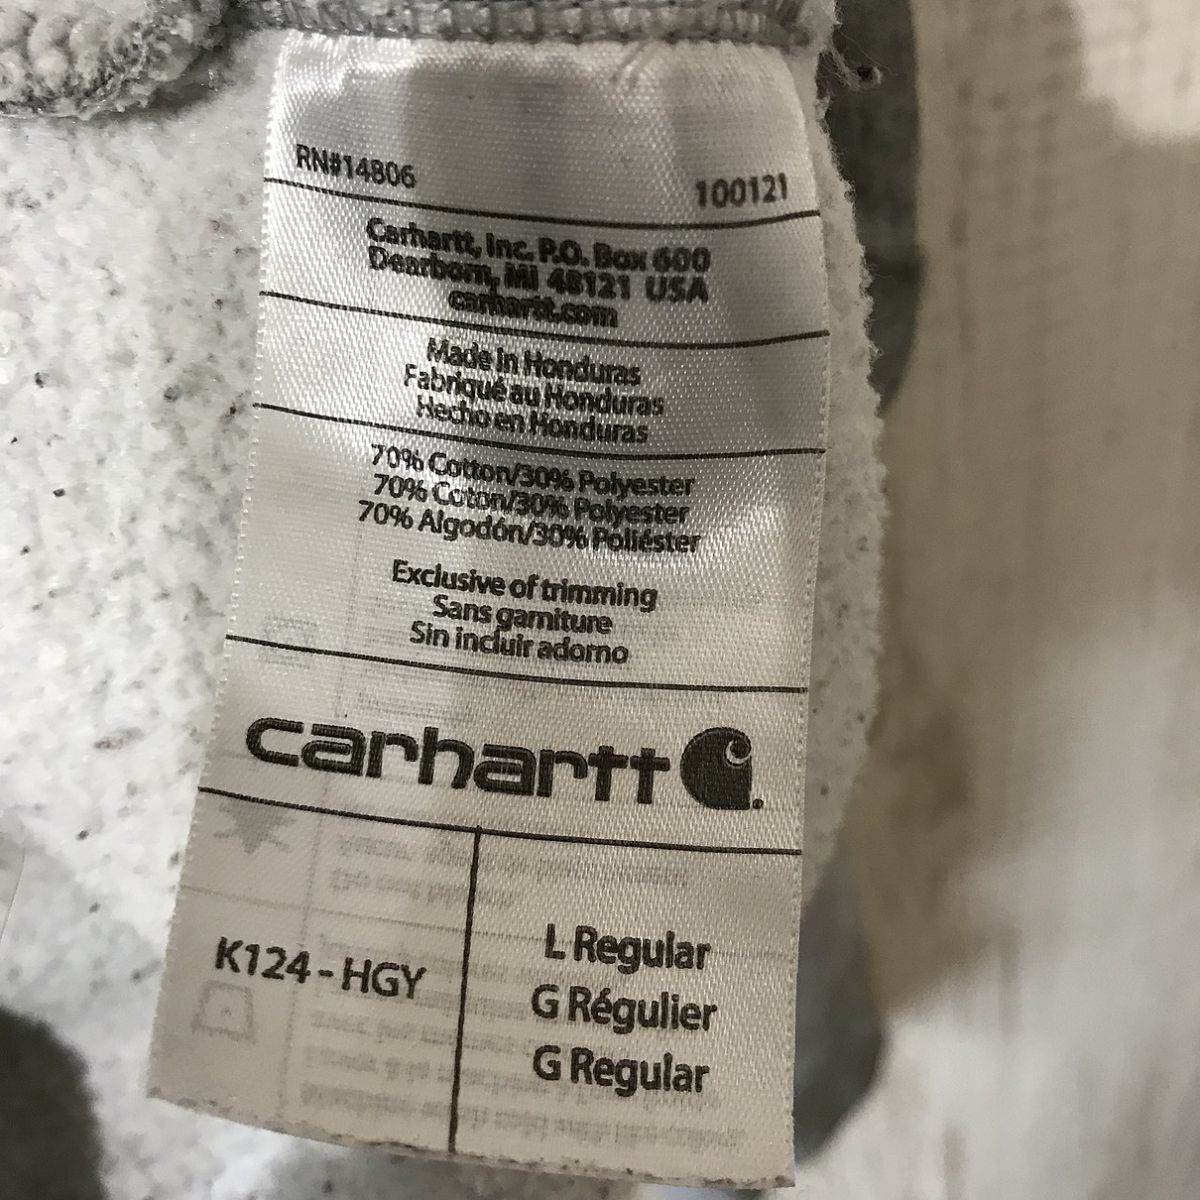 RN#14806
100121
Carhartt, Inc. P.O. Box 600
Dearborn, MI 48121 USA
carhartt.com
Made in Honduras
Fabriqué au Honduras
Hecho en Honduras
70% Cotton/30% Polyester
70% Coton/30% Polyester
70% Algodón/30% Poliéster
Exclusive of trimming
Sans garniture
Sin incluir adorno
carhartt
K124 - HGY
L Regular
G Régulier
G Regular